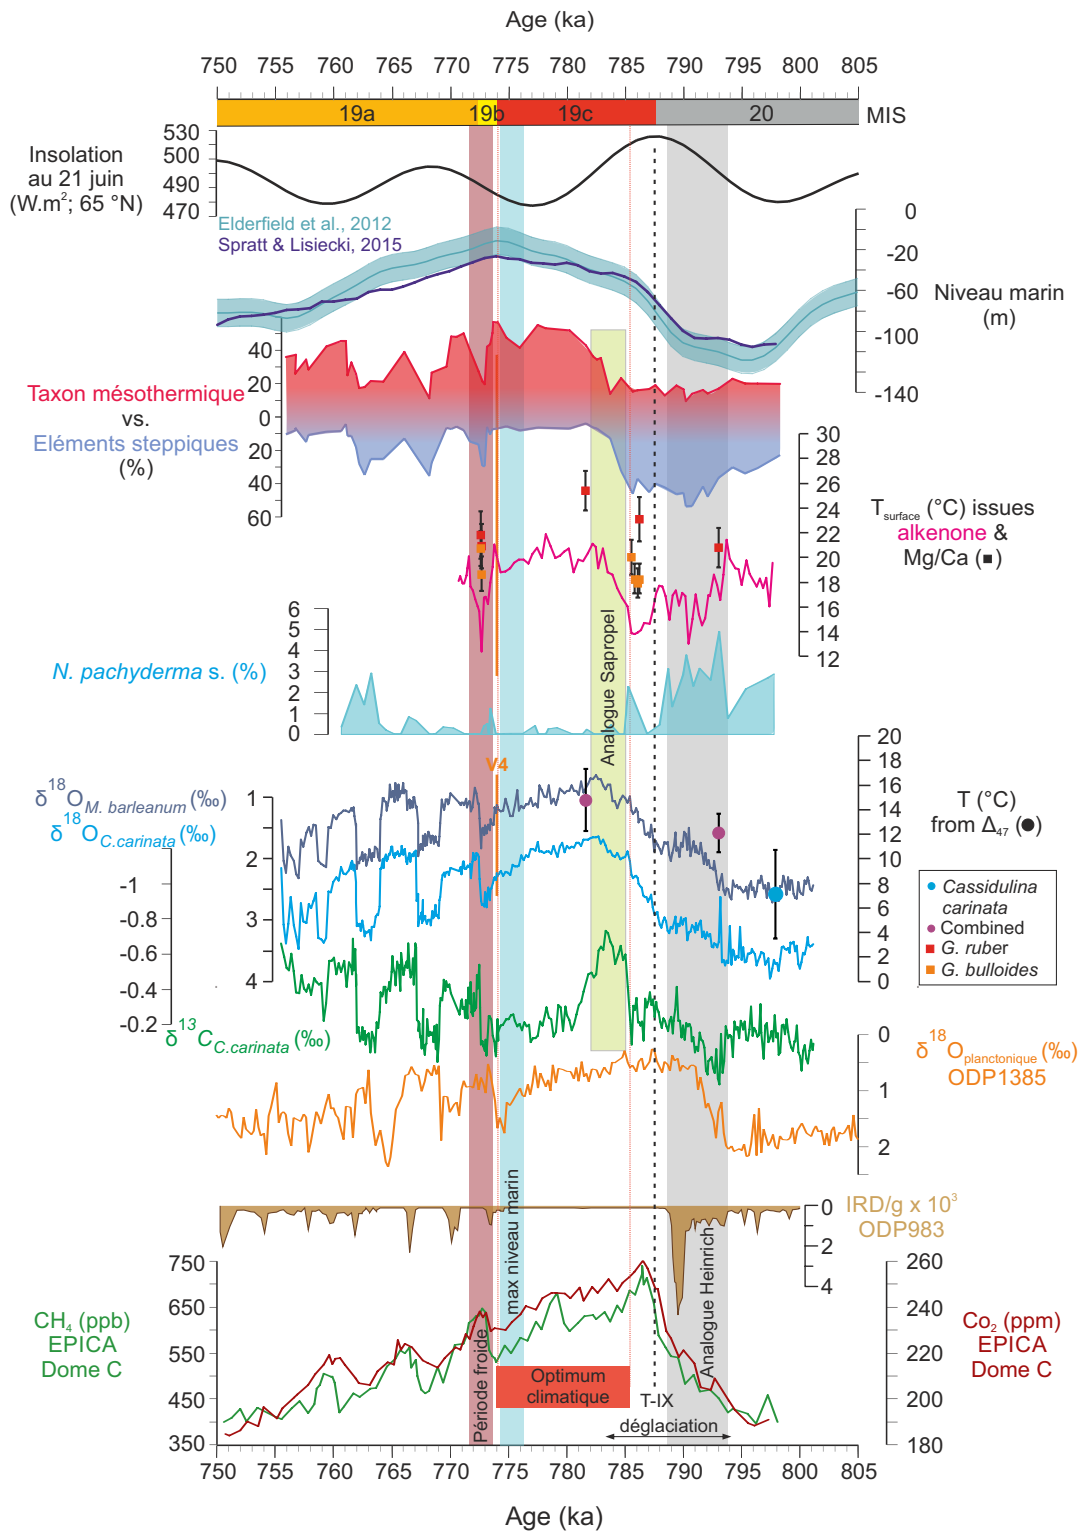 Age (ka)
750 755 760 765 770 775 780 785 790 795 800 805
19a 19b 19c 20 MIS
Insolation
au 21 juin
(W.m²; 65 °N)
530
500
490
470
Elderfield et al., 2012
Spratt & Lisiecki, 2015
0
-20
-60
-100
-140
Niveau marin
(m)
Taxon mésothermique
vs.
Eléments steppiques
(%)
40
20
0
20
40
60
30
28
26
24
22
20
18
16
14
12
Tsurface (°C) issues
alkenone &
Mg/Ca (■)
N. pachyderma s. (%)
6
5
4
3
2
1
0
Analogue Sapropel
V4
δ18O M. barleanum (‰)
δ18O C.carinata (‰)
1
2
3
4
-1
-0.8
-0.6
-0.4
-0.2
δ13C C.carinata (‰)
20
18
16
14
12
10
8
6
4
2
0
T (°C)
from Δ47 (●)
Cassidulina
carinata
Combined
G. ruber
G. bulloides
0
1
2
δ18O planctonique (‰)
ODP1385
0
2
4
IRD/g x 10³
ODP983
max niveau marin
Analogue Heinrich
Période froide
750
650
550
450
350
CH4 (ppb)
EPICA
Dome C
260
240
220
200
180
Co2 (ppm)
EPICA
Dome C
Optimum
climatique
T-IX
déglaciation
750 755 760 765 770 775 780 785 790 795 800 805
Age (ka)